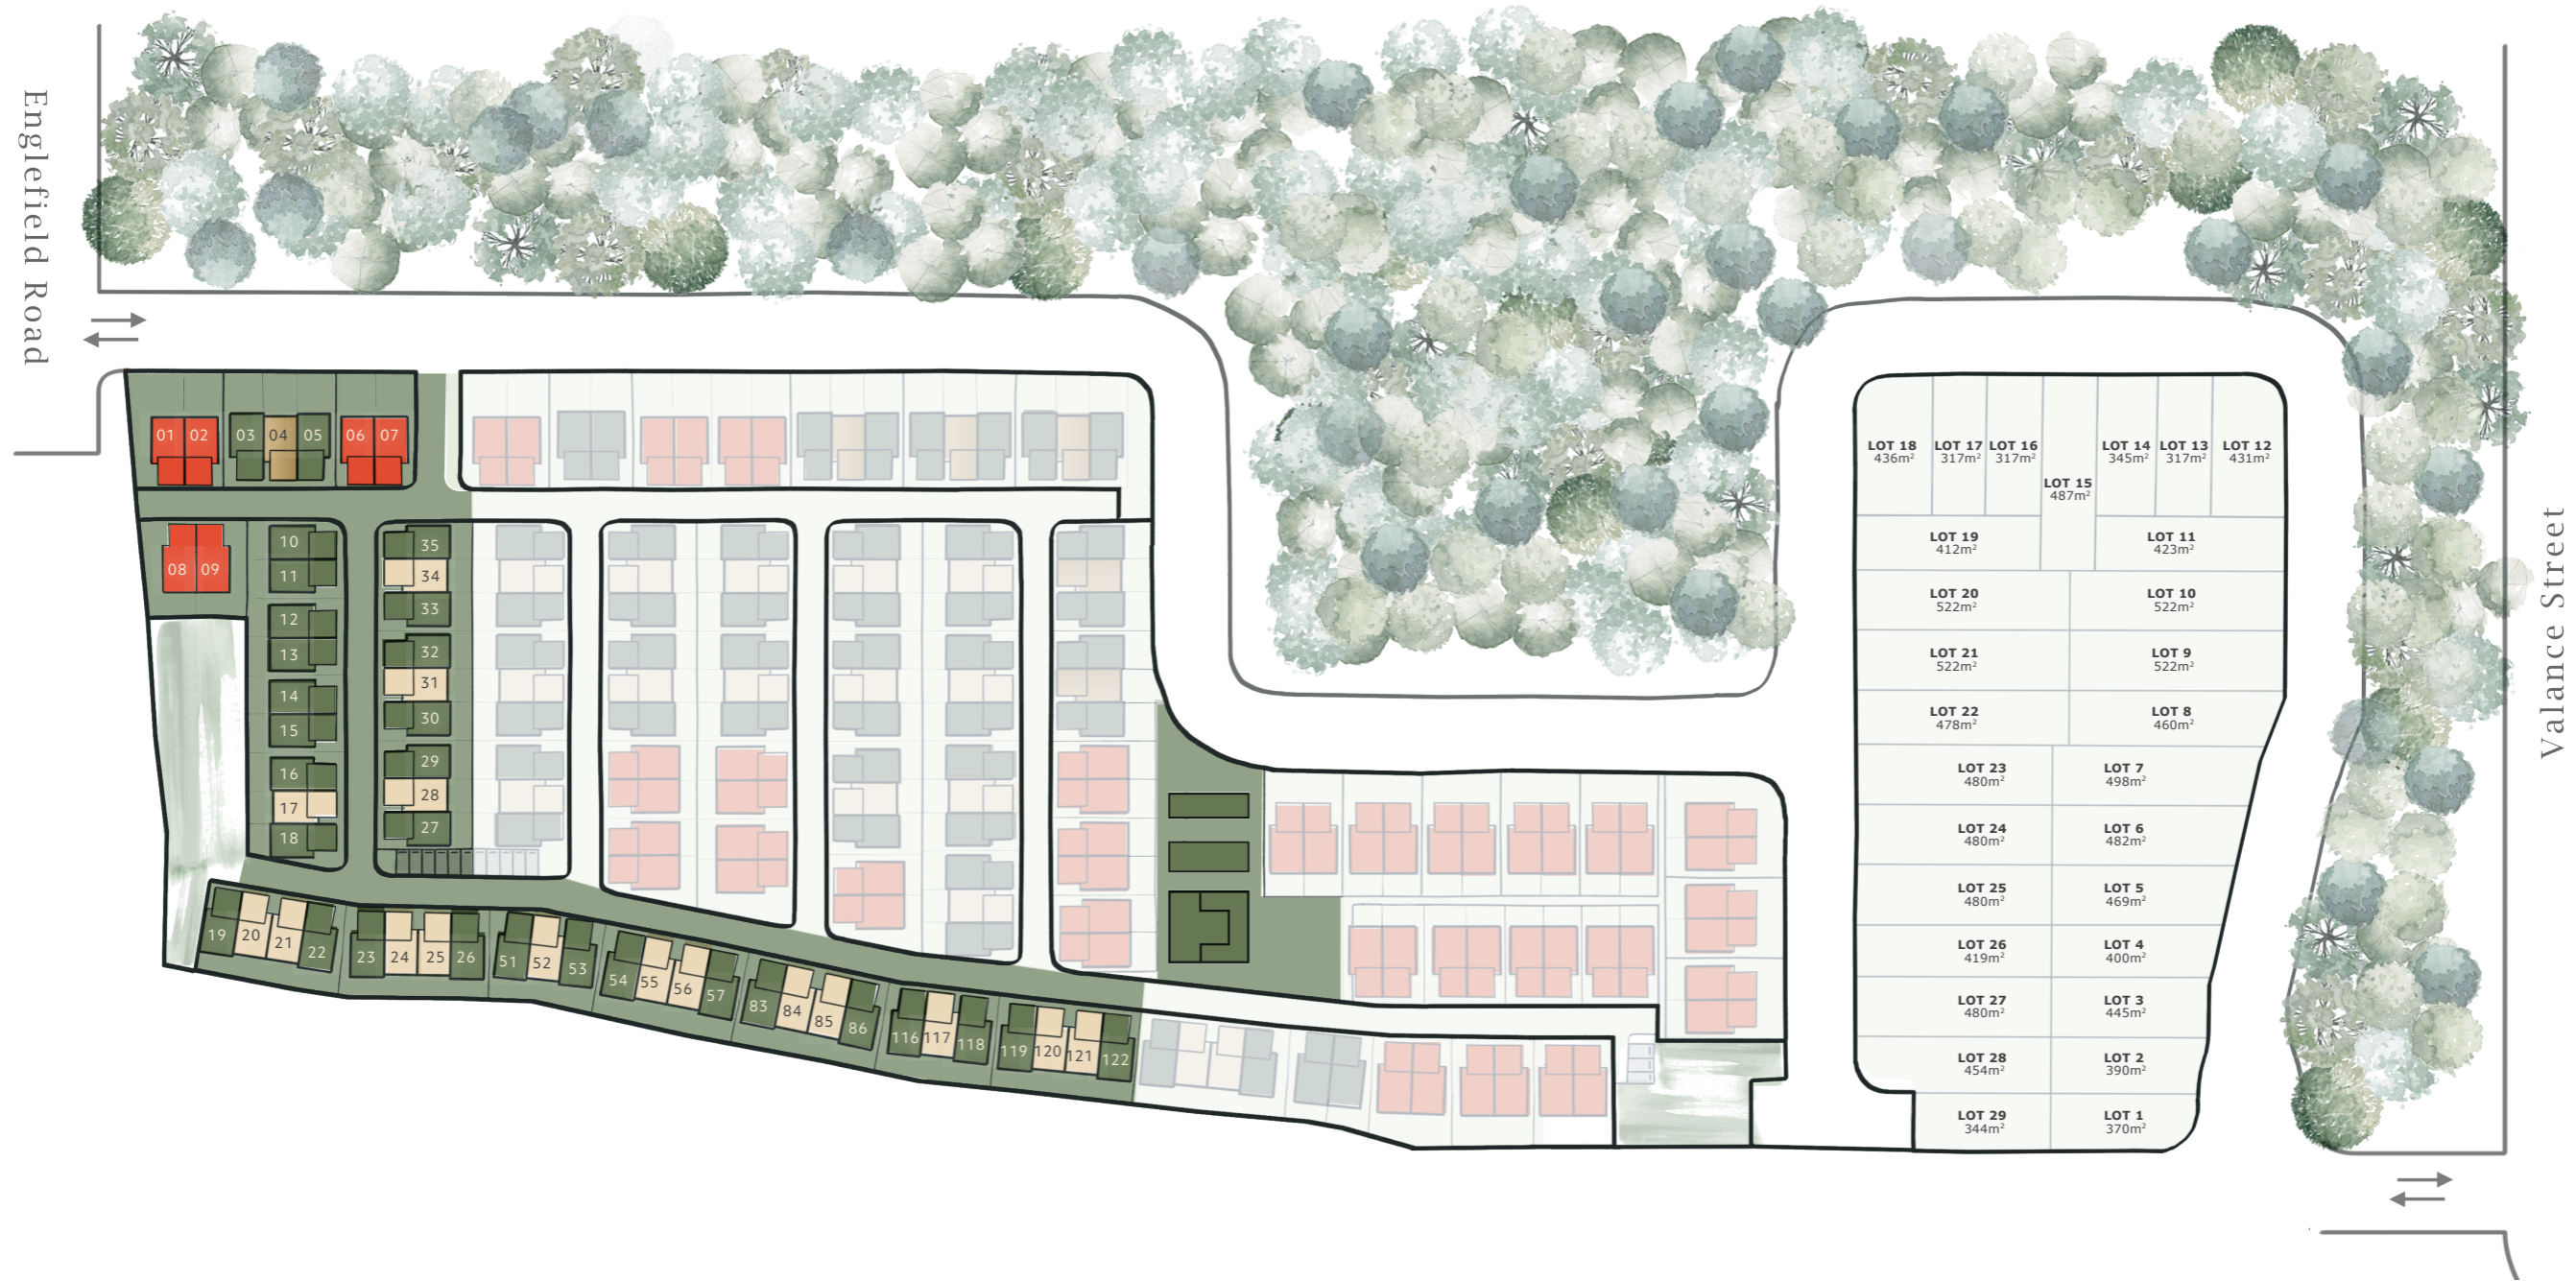 Englefield Road
Valance Street
01 02 03 04 05 06 07
08 09
10
11
12
13
14
15
16
17
18
35
34
33
32
31
30
29
28
27
19 20 21 22
23 24 25 26
51 52 53
54 55 56 57
83 84 85 86
116 117 118
119 120 121 122
LOT 18
436m²
LOT 17
317m²
LOT 16
317m²
LOT 15
487m²
LOT 14
345m²
LOT 13
317m²
LOT 12
431m²
LOT 19
412m²
LOT 11
423m²
LOT 20
522m²
LOT 10
522m²
LOT 21
522m²
LOT 9
522m²
LOT 22
478m²
LOT 8
460m²
LOT 23
480m²
LOT 7
498m²
LOT 24
480m²
LOT 6
482m²
LOT 25
480m²
LOT 5
469m²
LOT 26
419m²
LOT 4
400m²
LOT 27
480m²
LOT 3
445m²
LOT 28
454m²
LOT 2
390m²
LOT 29
344m²
LOT 1
370m²